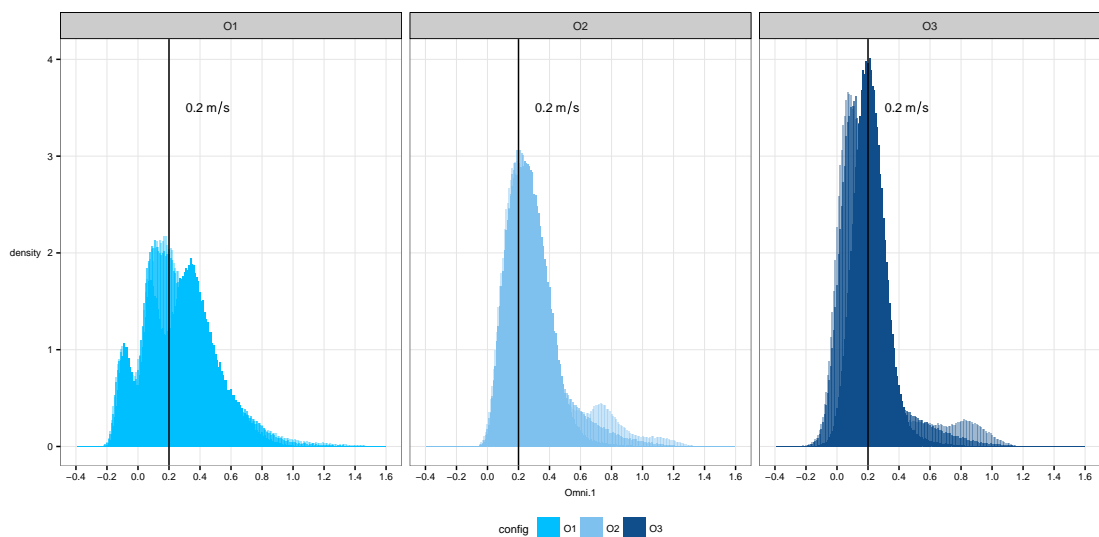 O1 O2 O3
4
0.2 m/s 0.2 m/s 0.2 m/s
3
density 2
1
0
−0.4 −0.2 0.0 0.2 0.4 0.6 0.8 1.0 1.2 1.4 1.6 −0.4 −0.2 0.0 0.2 0.4 0.6 0.8 1.0 1.2 1.4 1.6 −0.4 −0.2 0.0 0.2 0.4 0.6 0.8 1.0 1.2 1.4 1.6
Omni.1
config O1 O2 O3